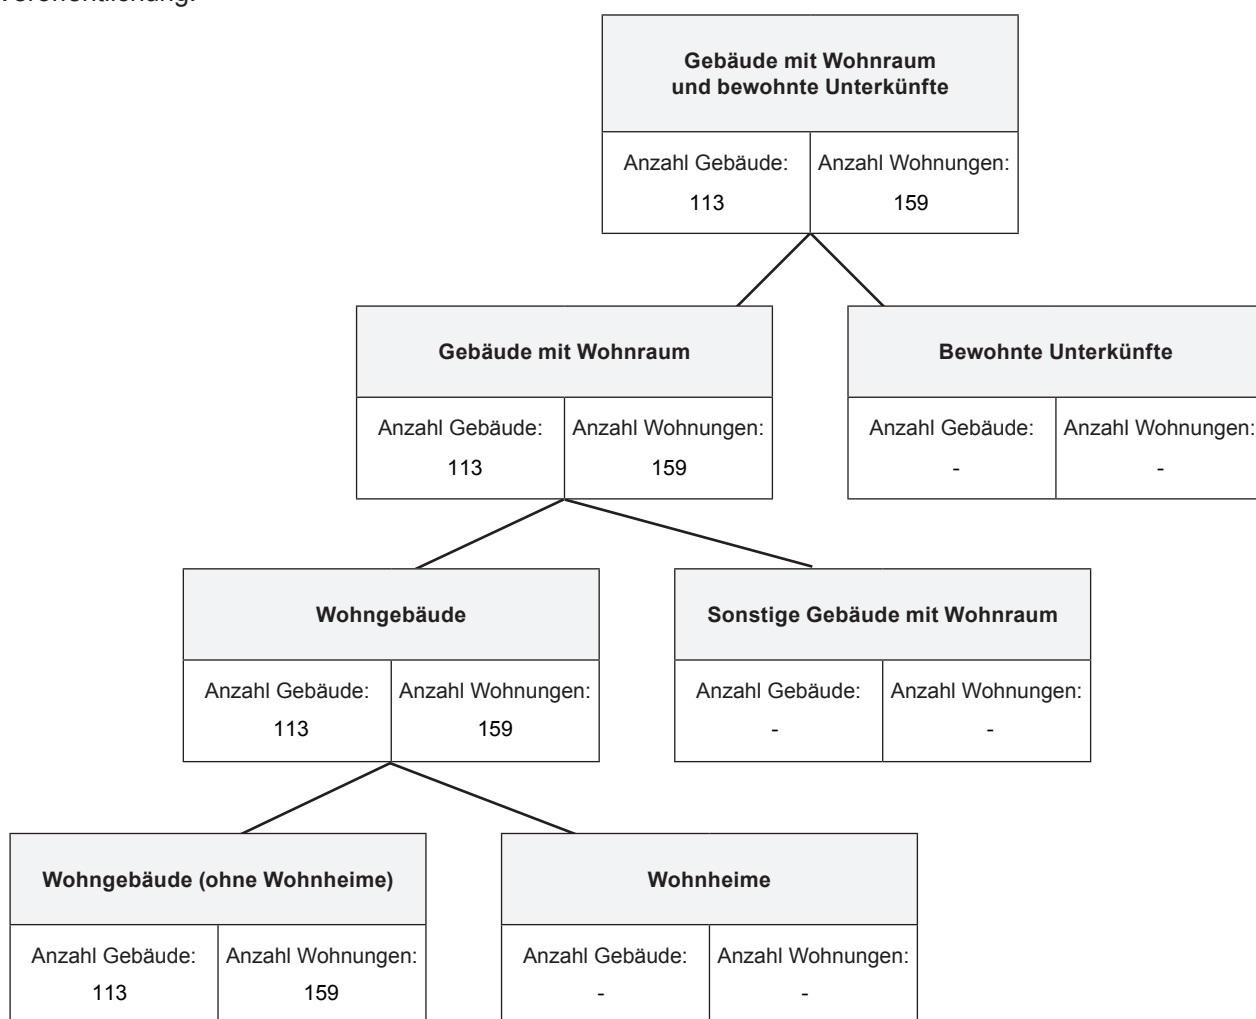 Veröffentlichung.
Gebäude mit Wohnraum
und bewohnte Unterkünfte
Anzahl Gebäude: Anzahl Wohnungen:
113 159
Gebäude mit Wohnraum Bewohnte Unterkünfte
Anzahl Gebäude: Anzahl Wohnungen: Anzahl Gebäude: Anzahl Wohnungen:
113 159 - -
Wohngebäude Sonstige Gebäude mit Wohnraum
Anzahl Gebäude: Anzahl Wohnungen: Anzahl Gebäude: Anzahl Wohnungen:
113 159 - -
Wohngebäude (ohne Wohnheime) Wohnheime
Anzahl Gebäude: Anzahl Wohnungen: Anzahl Gebäude: Anzahl Wohnungen:
113 159 - -